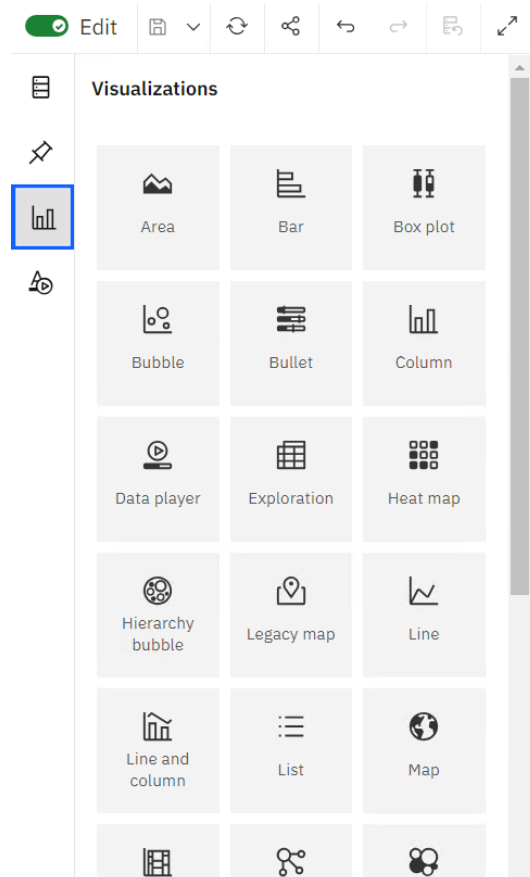 Edit
Visualizations
Area
Bar
Box plot
Bubble
Bullet
Column
Data player
Exploration
Heat map
Hierarchy
bubble
Legacy map
Line
Line and
column
List
Map